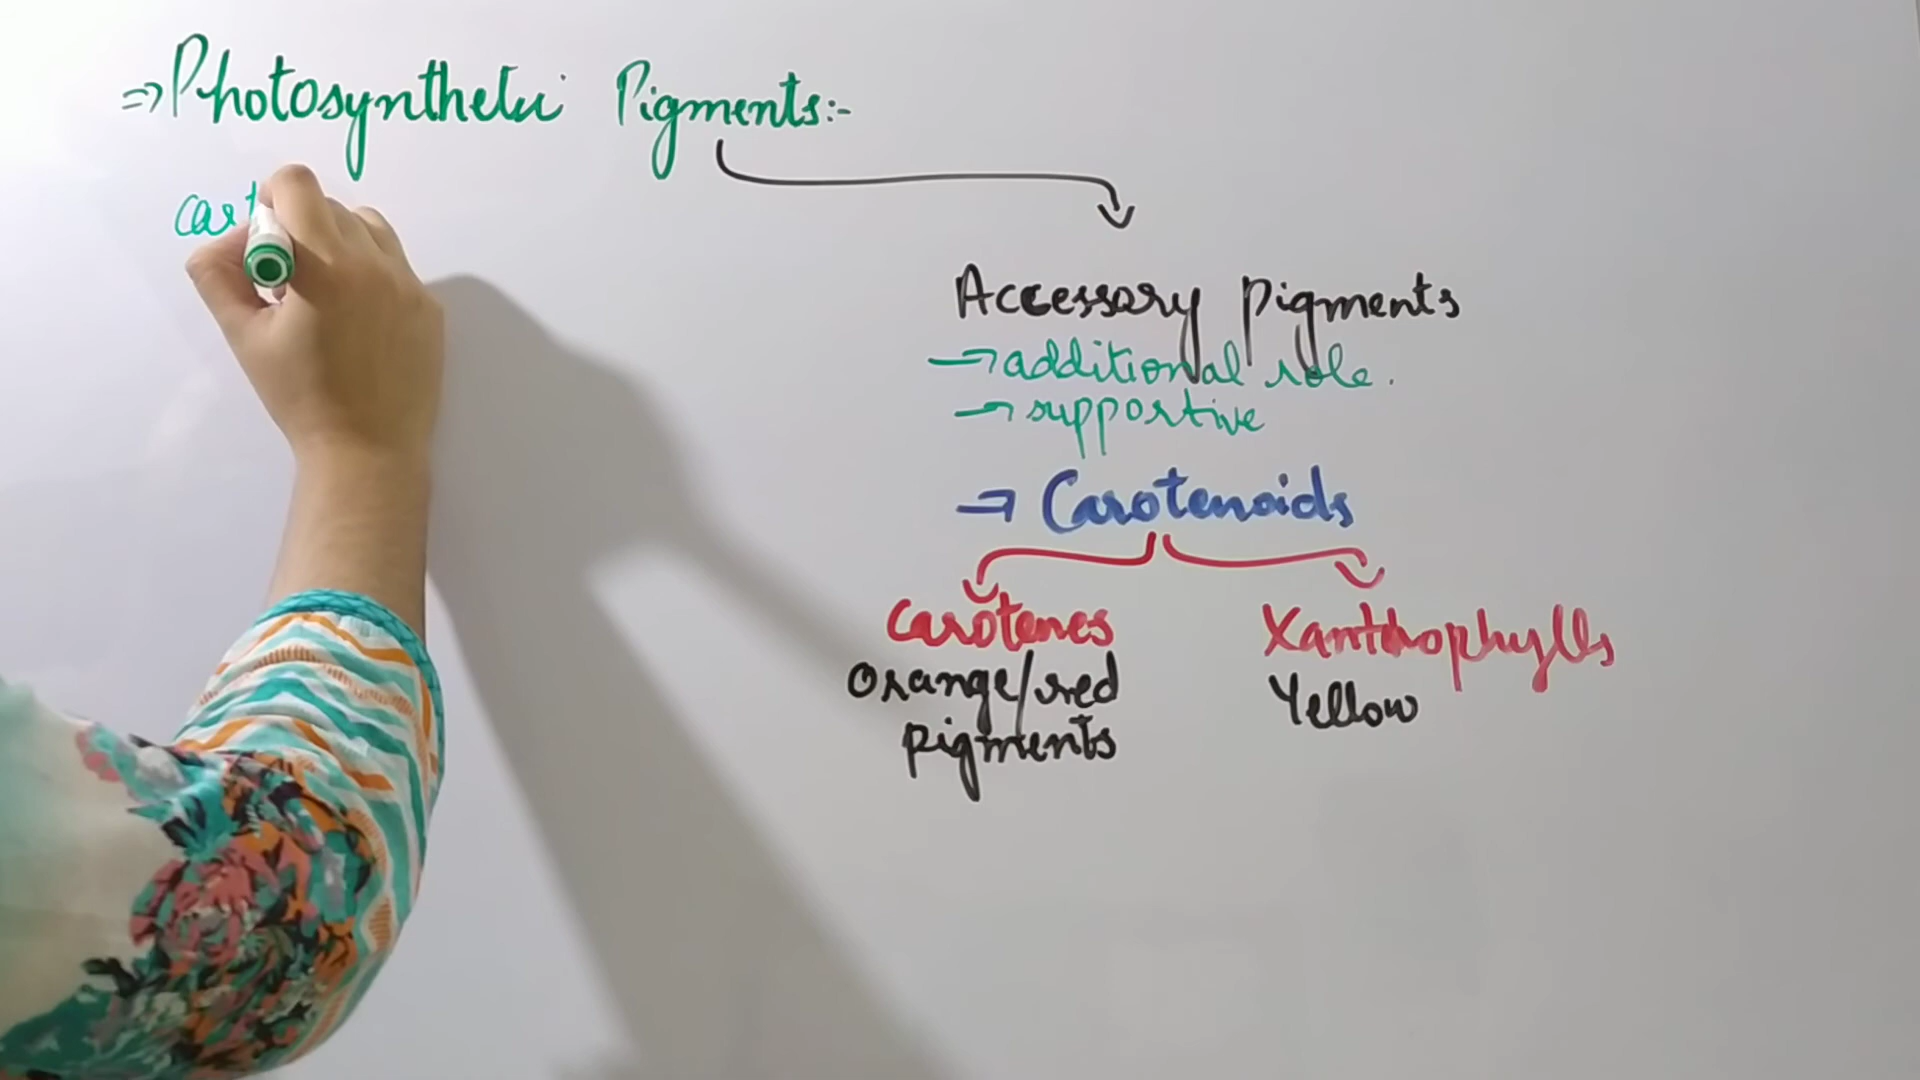 ⇒ Photosynthetic Pigments:-
Accessory pigments
→ additional role.
→ supportive
⇒ Carotenoids
Carotenes
Xanthophylls
Orange/red
pigments
Yellow